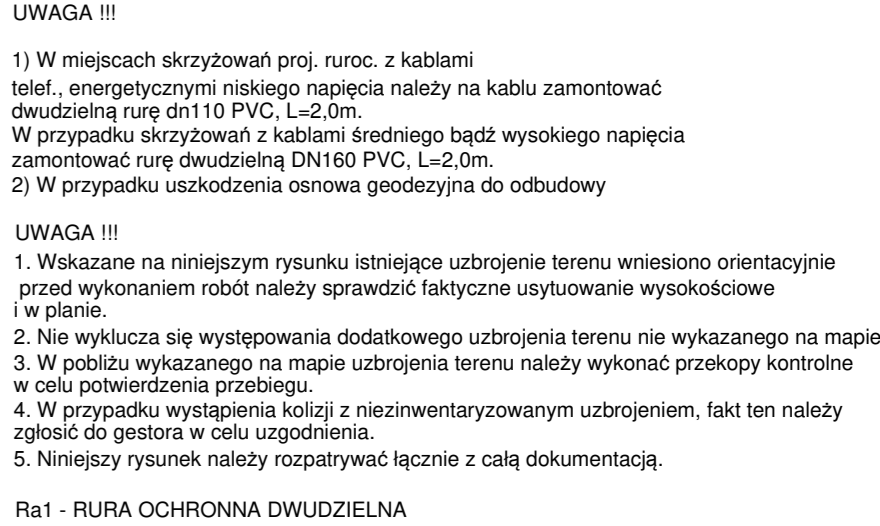 UWAGA !!!
1) W miejscach skrzyżowań proj. ruroc. z kablami
telef., energetycznymi niskiego napięcia należy na kablu zamontować
dwudzielną rurę dn110 PVC, L=2,0m.
W przypadku skrzyżowań z kablami średniego bądź wysokiego napięcia
zamontować rurę dwudzielną DN160 PVC, L=2,0m.
2) W przypadku uszkodzenia osnowa geodezyjna do odbudowy
UWAGA !!!
1. Wskazane na niniejszym rysunku istniejące uzbrojenie terenu wniesiono orientacyjnie
przed wykonaniem robót należy sprawdzić faktyczne usytuowanie wysokościowe
i w planie.
2. Nie wyklucza się występowania dodatkowego uzbrojenia terenu nie wykazanego na mapie
3. W pobliżu wykazanego na mapie uzbrojenia terenu należy wykonać przekopy kontrolne
w celu potwierdzenia przebiegu.
4. W przypadku wystąpienia kolizji z niezinwentaryzowanym uzbrojeniem, fakt ten należy
zgłosić do gestora w celu uzgodnienia.
5. Niniejszy rysunek należy rozpatrywać łącznie z całą dokumentacją.
Ra1 - RURA OCHRONNA DWUDZIELNA